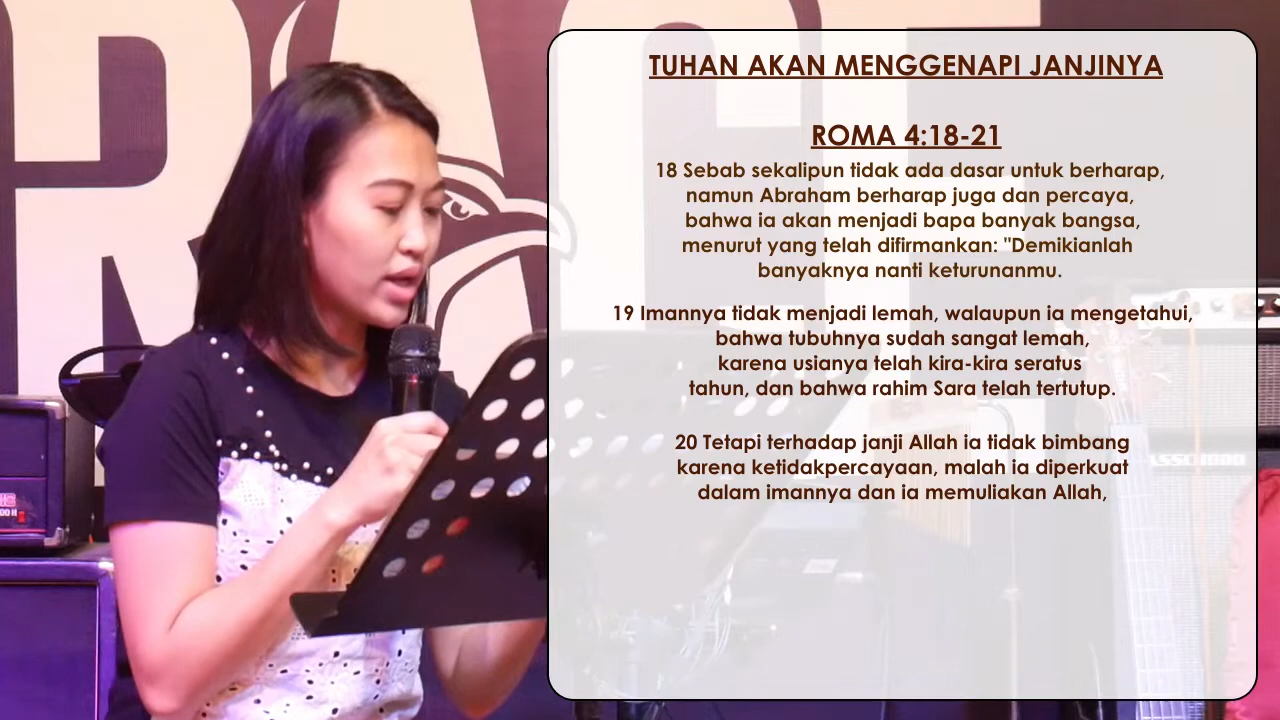 TUHAN AKAN MENGGENAPI JANJINYA
ROMA 4:18-21
18 Sebab sekalipun tidak ada dasar untuk berharap,
namun Abraham berharap juga dan percaya,
bahwa ia akan menjadi bapa banyak bangsa,
menurut yang telah difirmankan: "Demikianlah
banyaknya nanti keturunanmu.
19 Imannya tidak menjadi lemah, walaupun ia mengetahui,
bahwa tubuhnya sudah sangat lemah,
karena usianya telah kira-kira seratus
tahun, dan bahwa rahim Sara telah tertutup.
20 Tetapi terhadap janji Allah ia tidak bimbang
karena ketidakpercayaan, malah ia diperkuat
dalam imannya dan ia memuliakan Allah,